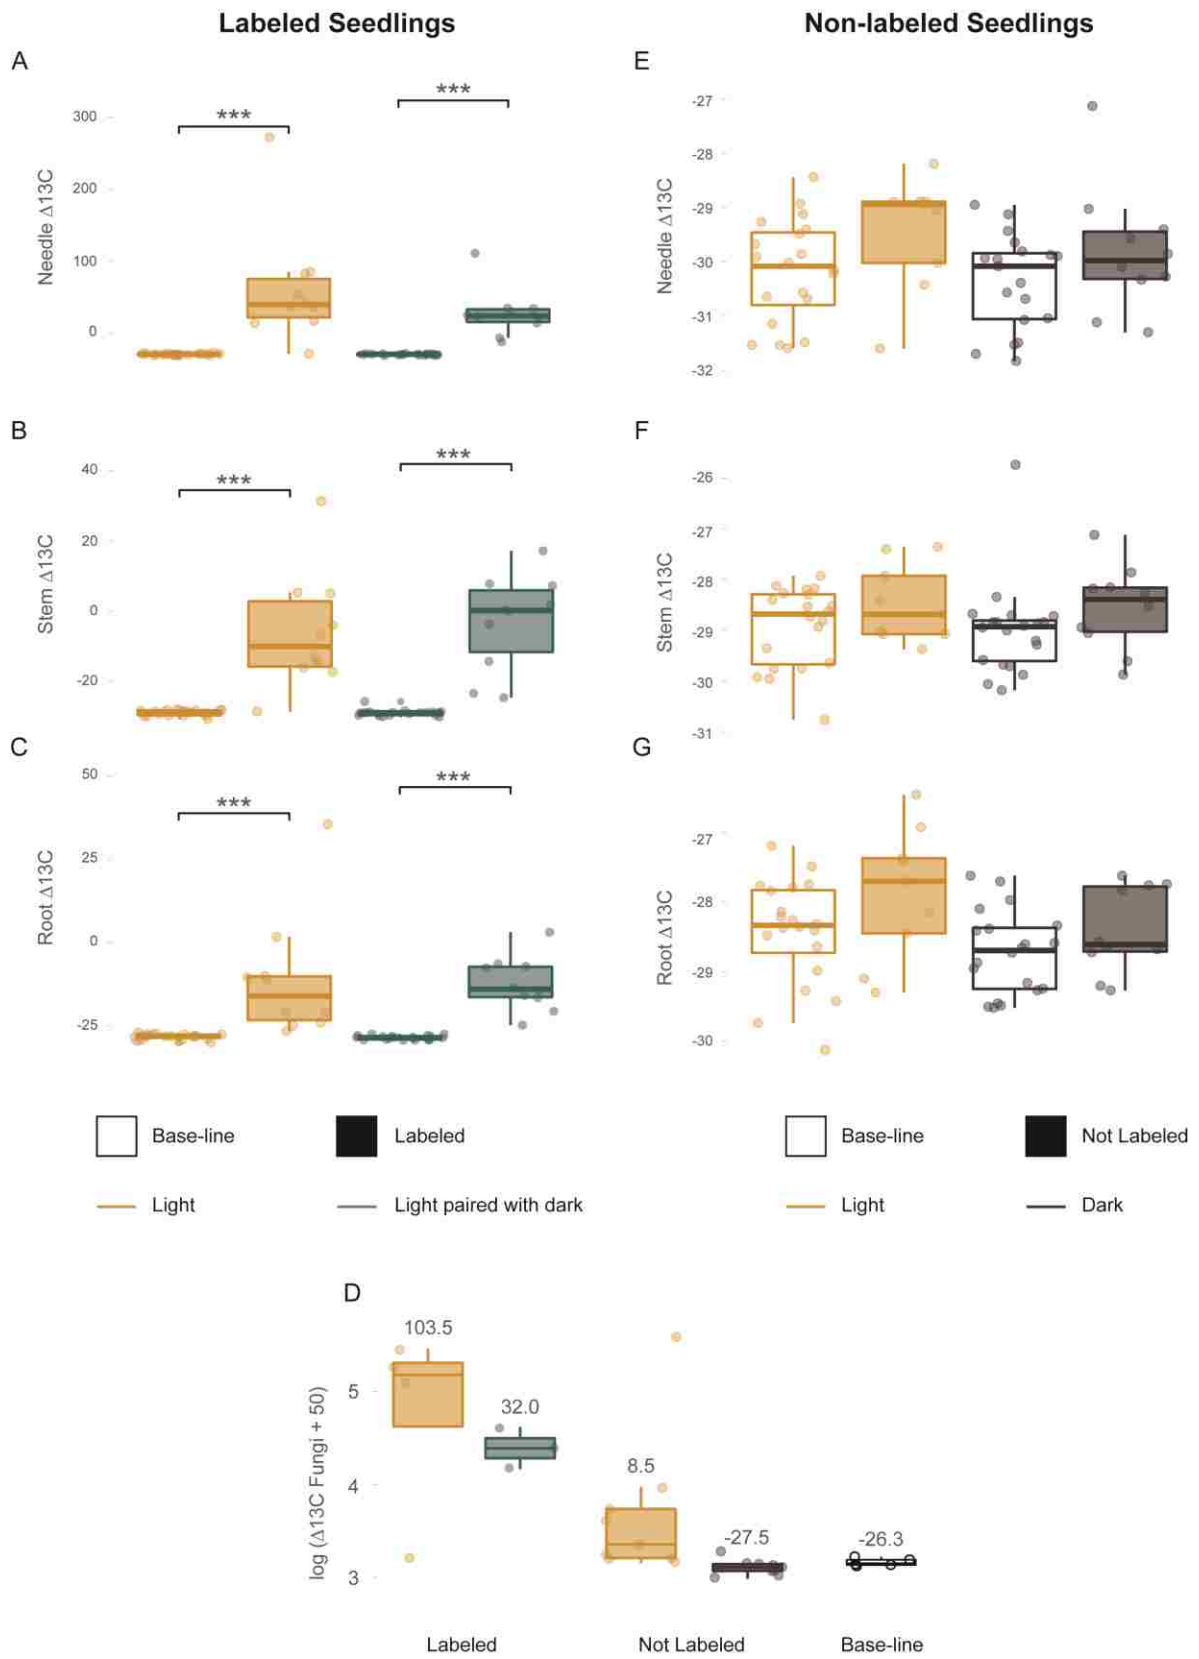 Labeled Seedlings
Non-labeled Seedlings
A
300
200
100
0
Needle Δ13C
***
***
E
-27
-28
-29
-30
-31
-32
Needle Δ13C
B
40
20
0
-20
Stem Δ13C
***
***
F
-26
-27
-28
-29
-30
-31
Stem Δ13C
C
50
25
0
-25
Root Δ13C
***
***
G
-27
-28
-29
-30
Root Δ13C
Base-line
Labeled
Light
Light paired with dark
Base-line
Not Labeled
Light
Dark
D
5
4
3
log (Δ13C Fungi + 50)
103.5
32.0
8.5
-27.5
-26.3
Labeled
Not Labeled
Base-line